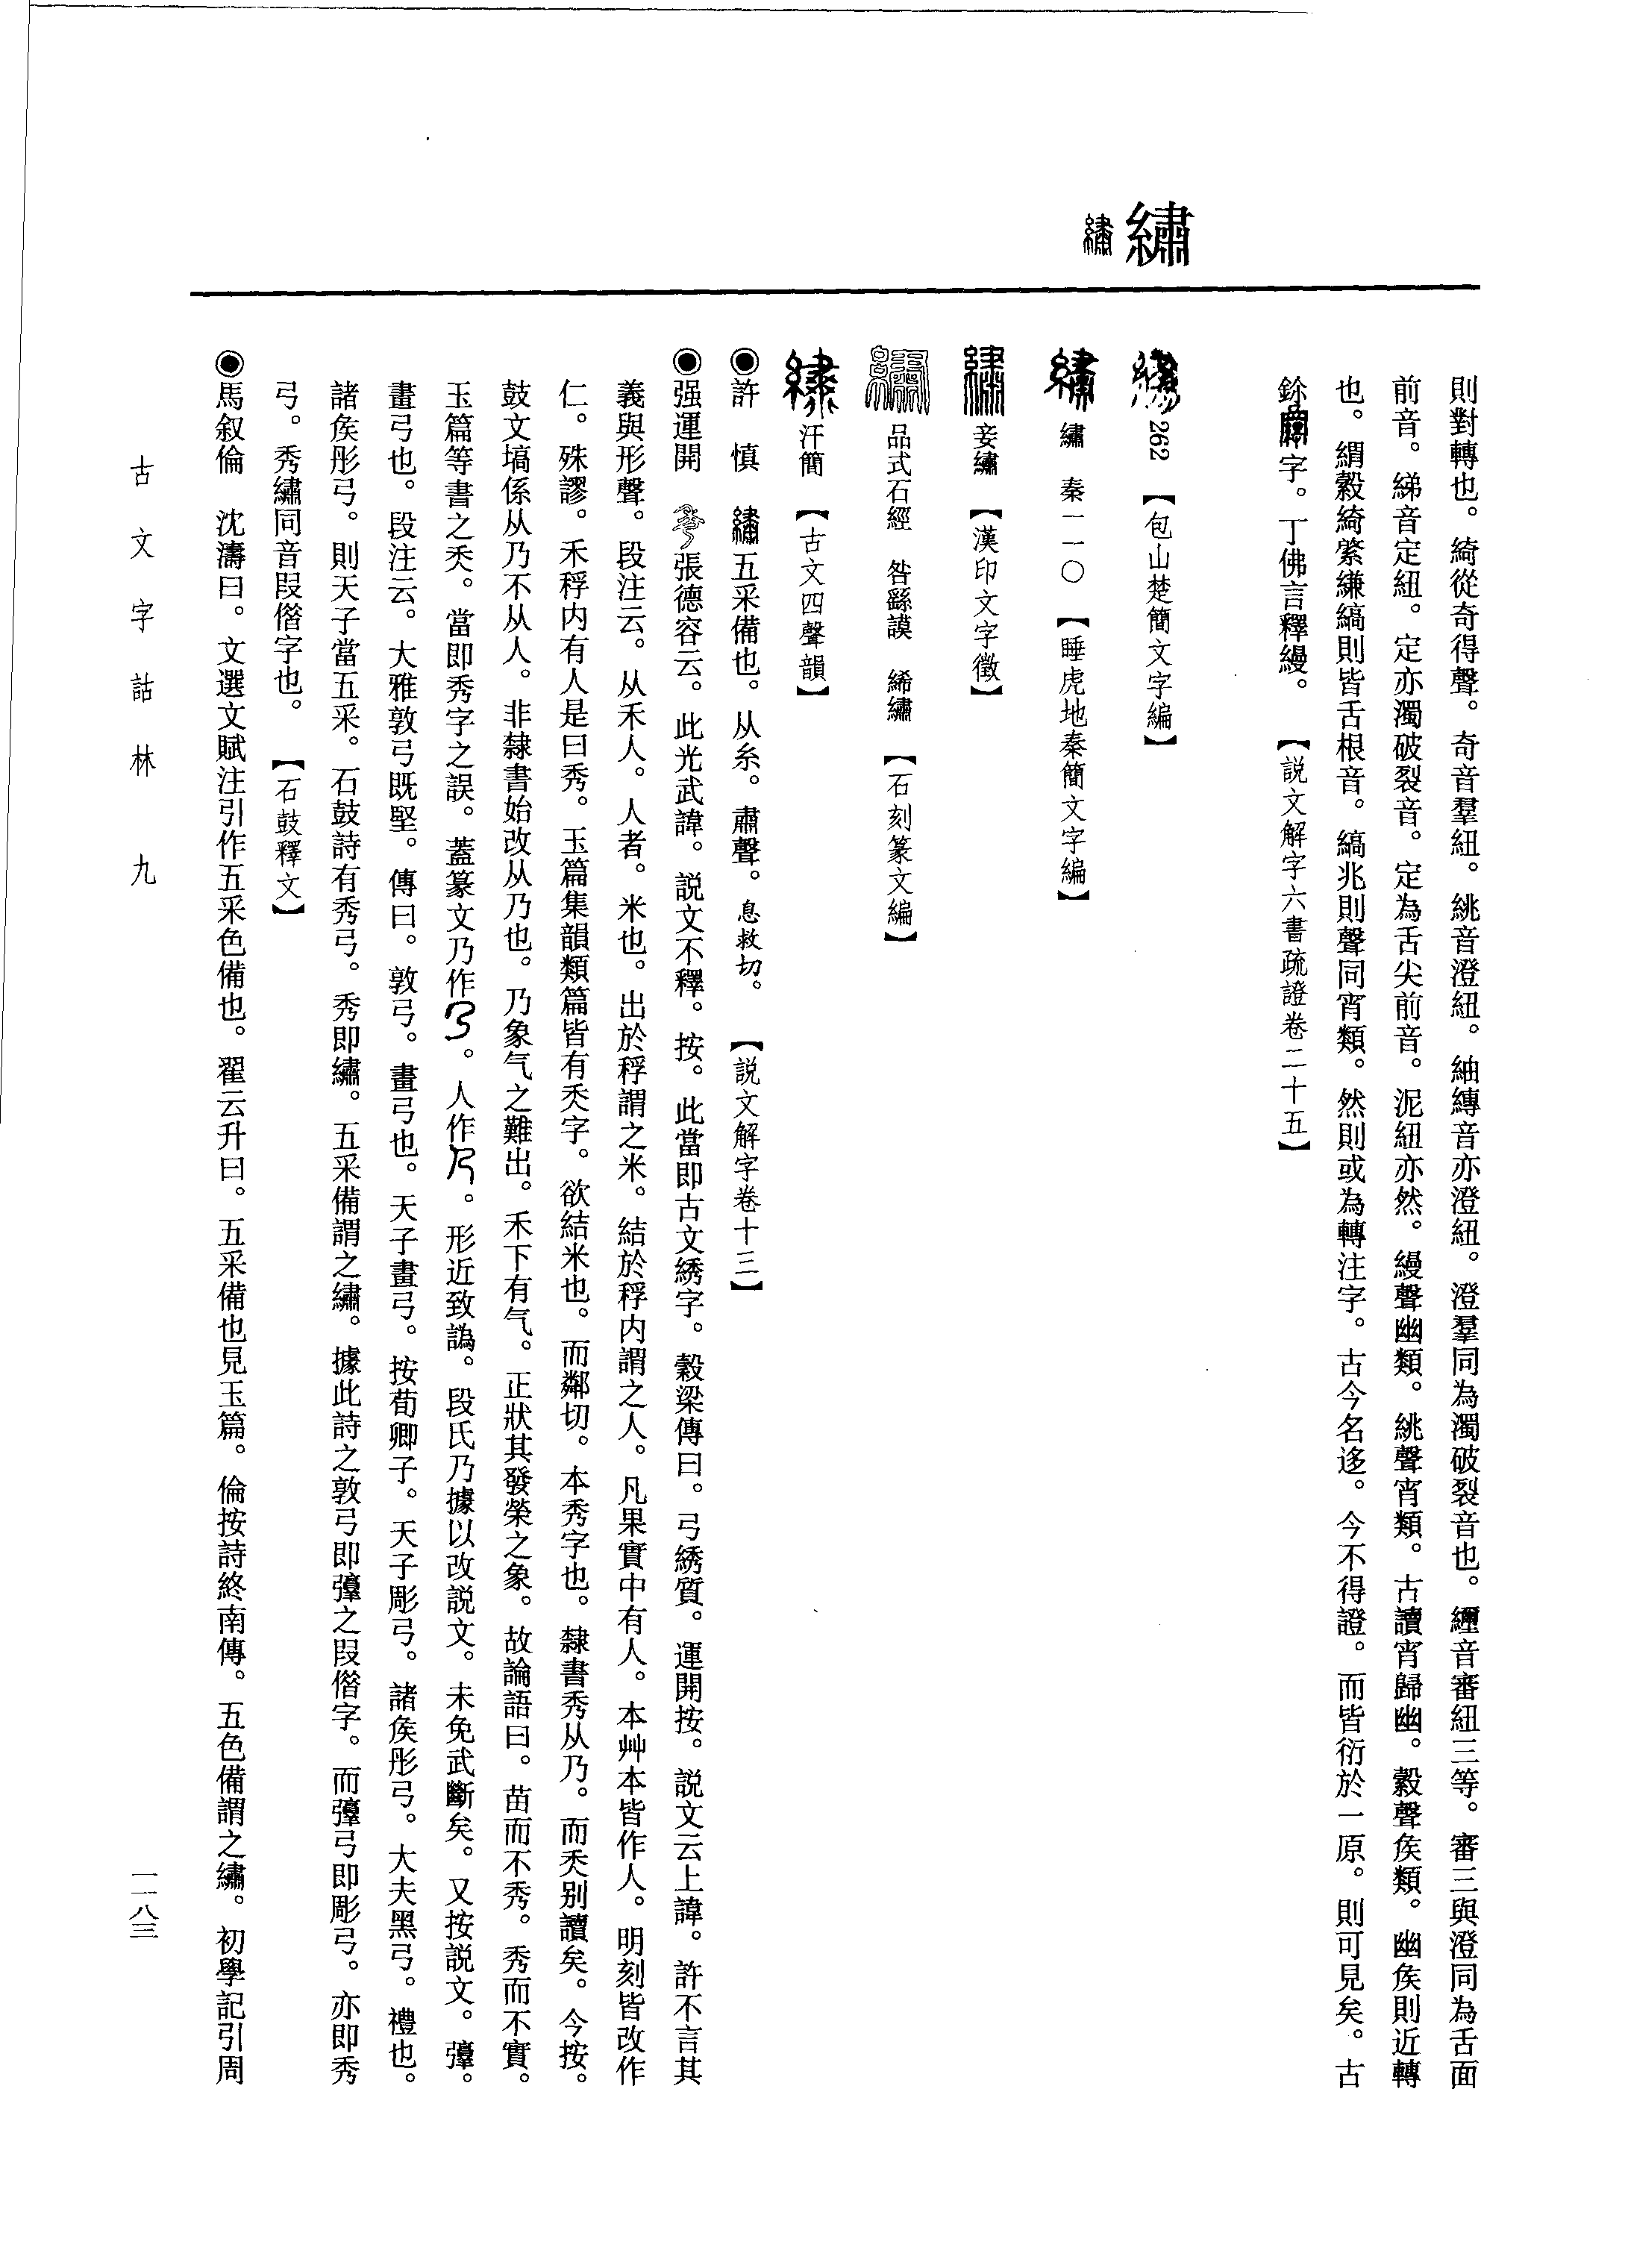 繡
則對轉也。綺從奇得聲。奇音羣紐。絩音澄紐。紬縳音亦澄紐。澄羣同為濁破裂音也。纚音審紐三等。審三與澄同為舌面
前音。綈音定紐。定亦濁破裂音。定為舌尖前音。泥紐亦然。縵聲幽類。絩聲宵類。古讀宵歸幽。縠聲矦類。幽矦則近轉
也。絹縠綺縈縑縞則皆舌根音。縞兆則聲同宵類。然則或為轉注字。古今名迻。今不得證。而皆衍於一原。則可見矣。古
鉩字。丁佛言釋縵。【説文解字六書疏證卷二十五】
262【包山楚簡文字編】
繡 秦一一〇【睡虎地秦簡文字編】
妾繡【漢印文字徵】
品式石經 咎繇謨 絺繡【石刻篆文編】
汗簡【古文四聲韻】
◉許 慎 五采備也。从糸。肅聲。息救切。【説文解字卷十三】
◉强運開 張德容云。此光武諱。説文不釋。按。此當即古文綉字。穀梁傳曰。弓綉質。運開按。説文云上諱。許不言其
義與形聲。段注云。从禾人。人者。米也。出於稃謂之米。結於稃内謂之人。凡果實中有人。本艸本皆作人。明刻皆改作
仁。殊謬。禾稃内有人是曰秀。玉篇集韻類篇皆有秂字。欲結米也。而鄰切。本秀字也。隸書秀从乃。而秂别讀矣。今按。
鼓文塙係从乃不从人。非隸書始改从乃也。乃象气之難出。禾下有气。正狀其發榮之象。故論語曰。苗而不秀。秀而不實。
玉篇等書之秂。當即秀字之誤。蓋篆文乃作。人作。形近致譌。段氏乃據以改説文。未免武斷矣。又按説文。弴。
畫弓也。段注云。大雅敦弓既堅。傳曰。敦弓。畫弓也。天子畫弓。按荀卿子。天子彫弓。諸矦彤弓。大夫黑弓。禮也。
諸矦彤弓。則天子當五采。石鼓詩有秀弓。秀即繡。五采備謂之繡。據此詩之敦弓即弴之叚偺字。而弴弓即彫弓。亦即秀
弓。秀繡同音叚偺字也。【石鼓釋文】
◉馬叙倫 沈濤曰。文選文賦注引作五采色備也。翟云升曰。五采備也見玉篇。倫按詩終南傳。五色備謂之繡。初學記引周
古文字詁林 九
一一八三